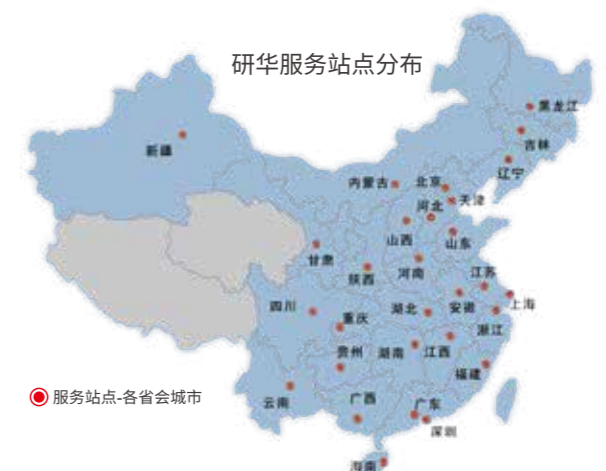 研华服务站点分布
黑龙江
吉林
辽宁
新疆
内蒙古
北京
天津
河北
山西
山东
甘肃
陕西
河南
江苏
四川
重庆
湖北
安徽
上海
浙江
贵州
湖南
江西
福建
云南
广西
广东
深圳
海南
服务站点-各省会城市